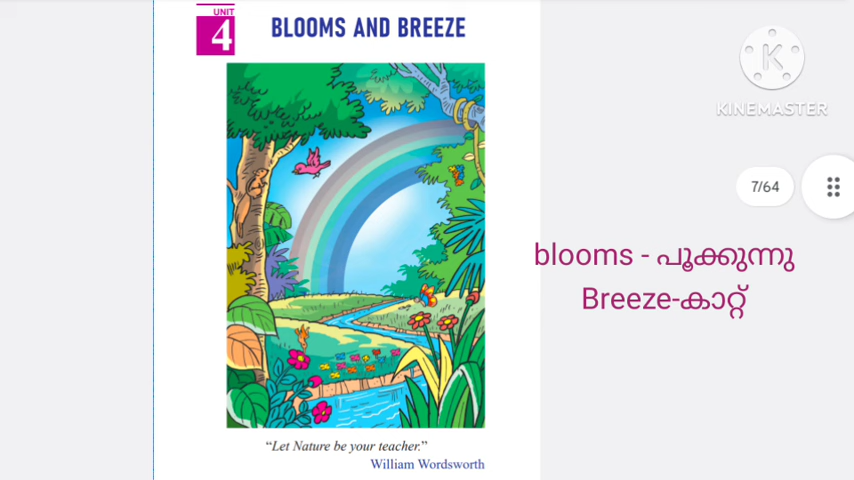 UNIT
4
BLOOMS AND BREEZE
KINEMASTER
7/64
blooms - പൂക്കുന്നു
Breeze-കാറ്റ്
“Let Nature be your teacher.”
William Wordsworth